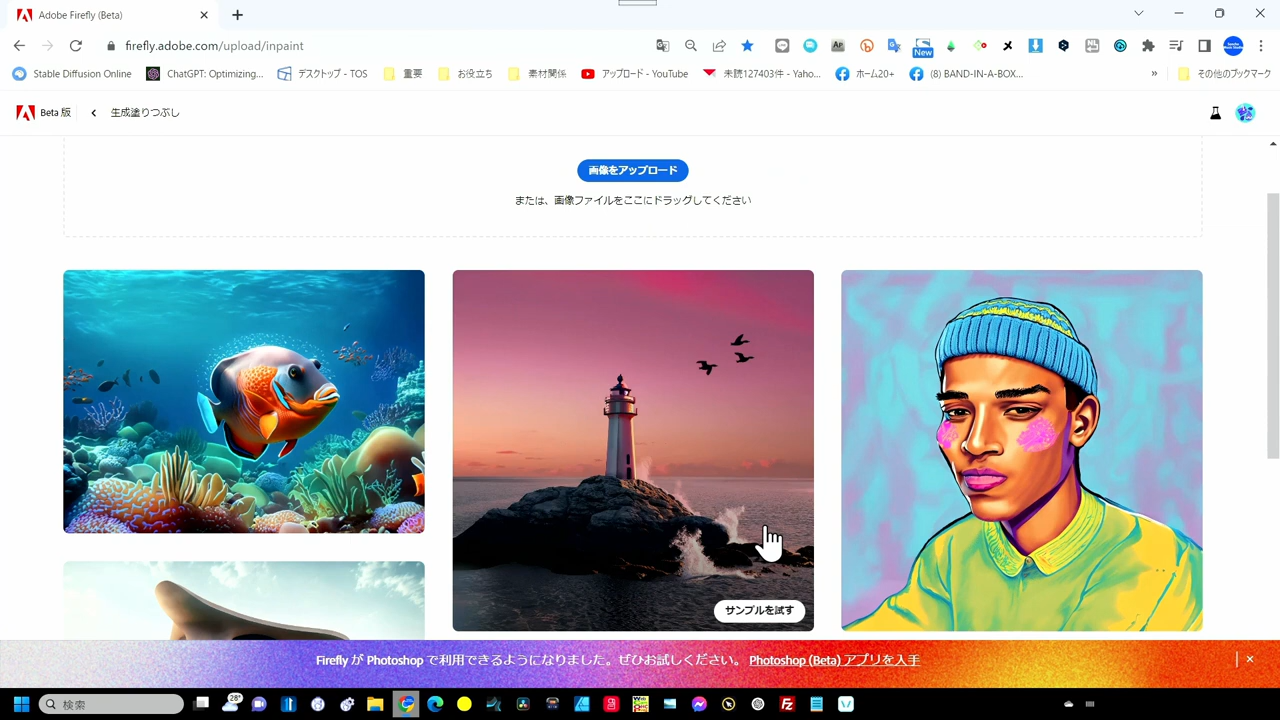 Adobe Firefly (Beta)
firefly.adobe.com/upload/inpaint
New
Stable Diffusion Online
ChatGPT: Optimizing...
デスクトップ - TOS
重要
お役立ち
素材関係
アップロード - YouTube
未読127403件 - Yaho...
ホーム20+
(8) BAND-IN-A-BOX...
»
その他のブックマーク
Beta 版
生成塗りつぶし
画像をアップロード
または、画像ファイルをここにドラッグしてください
サンプルを試す
Firefly が Photoshop で利用できるようになりました。ぜひお試しください。 Photoshop (Beta) アプリを入手
検索
28°